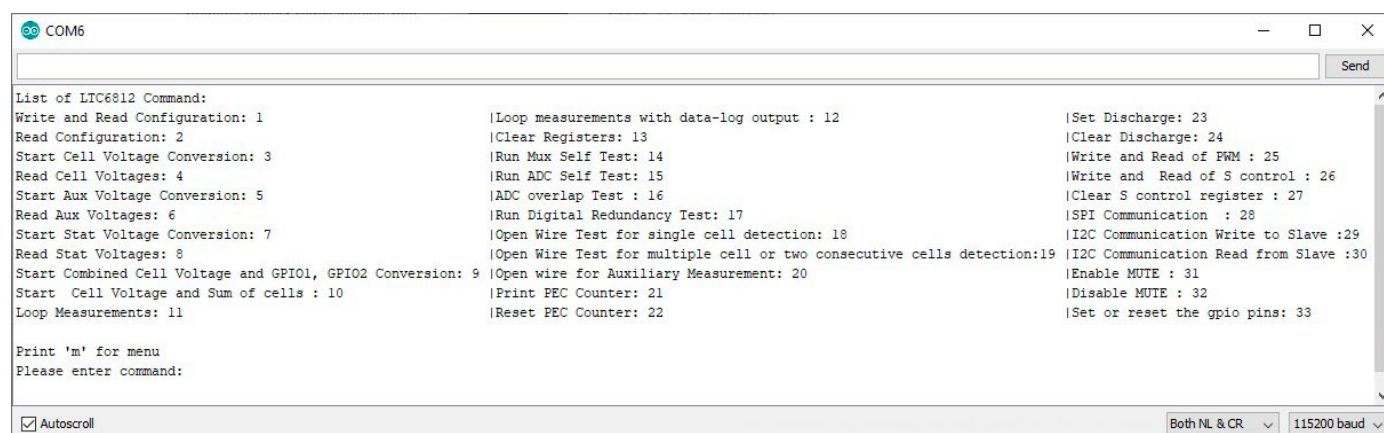 COM6
Send
List of LTC6812 Command:
Write and Read Configuration: 1 |Loop measurements with data-log output : 12 |Set Discharge: 23
Read Configuration: 2 |Clear Registers: 13 |Clear Discharge: 24
Start Cell Voltage Conversion: 3 |Run Mux Self Test: 14 |Write and Read of PWM : 25
Read Cell Voltages: 4 |Run ADC Self Test: 15 |Write and  Read of S control : 26
Start Aux Voltage Conversion: 5 |ADC overlap Test : 16 |Clear S control register : 27
Read Aux Voltages: 6 |Run Digital Redundancy Test: 17 |SPI Communication  : 28
Start Stat Voltage Conversion: 7 |Open Wire Test for single cell detection: 18 |I2C Communication Write to Slave :29
Read Stat Voltages: 8 |Open Wire Test for multiple cell or two consecutive cells detection:19 |I2C Communication Read from Slave :30
Start Combined Cell Voltage and GPIO1, GPIO2 Conversion: 9 |Open wire for Auxiliary Measurement: 20 |Enable MUTE : 31
Start  Cell Voltage and Sum of cells : 10 |Print PEC Counter: 21 |Disable MUTE : 32
Loop Measurements: 11 |Reset PEC Counter: 22 |Set or reset the gpio pins: 33
Print 'm' for menu
Please enter command:
Autoscroll
Both NL & CR
115200 baud